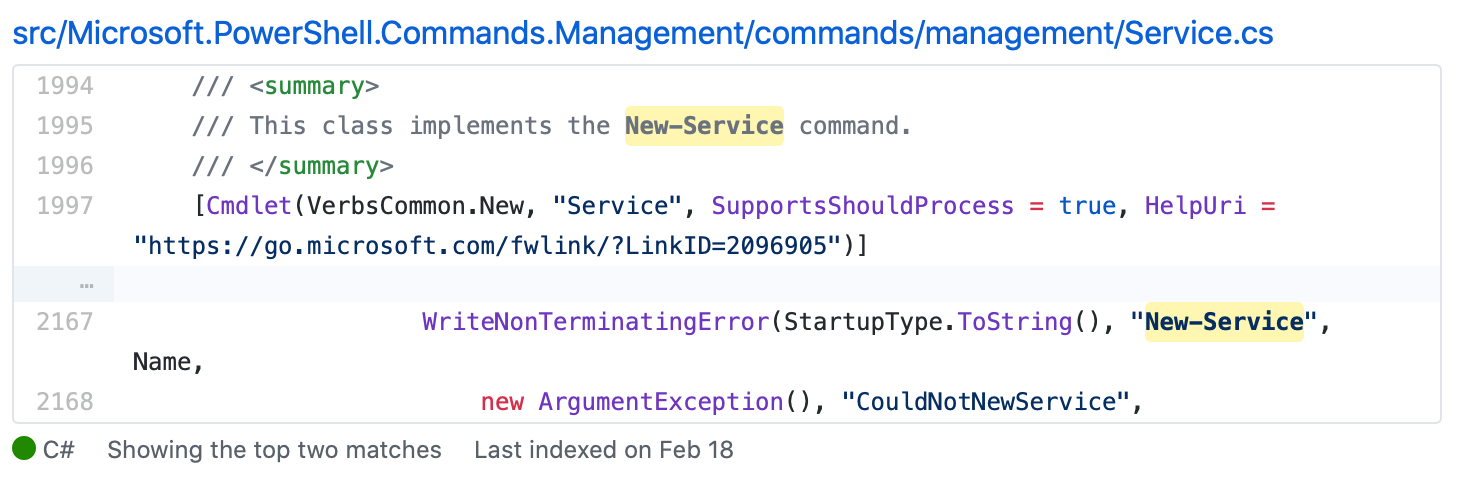 src/Microsoft.PowerShell.Commands.Management/commands/management/Service.cs
1994 /// <summary>
1995 /// This class implements the New-Service command.
1996 /// </summary>
1997 [Cmdlet(VerbsCommon.New, "Service", SupportsShouldProcess = true, HelpUri =
"https://go.microsoft.com/fwlink/?LinkID=2096905")]
…
2167 WriteNonTerminatingError(StartupType.ToString(), "New-Service",
Name,
2168 new ArgumentException(), "CouldNotNewService",
C# Showing the top two matches Last indexed on Feb 18